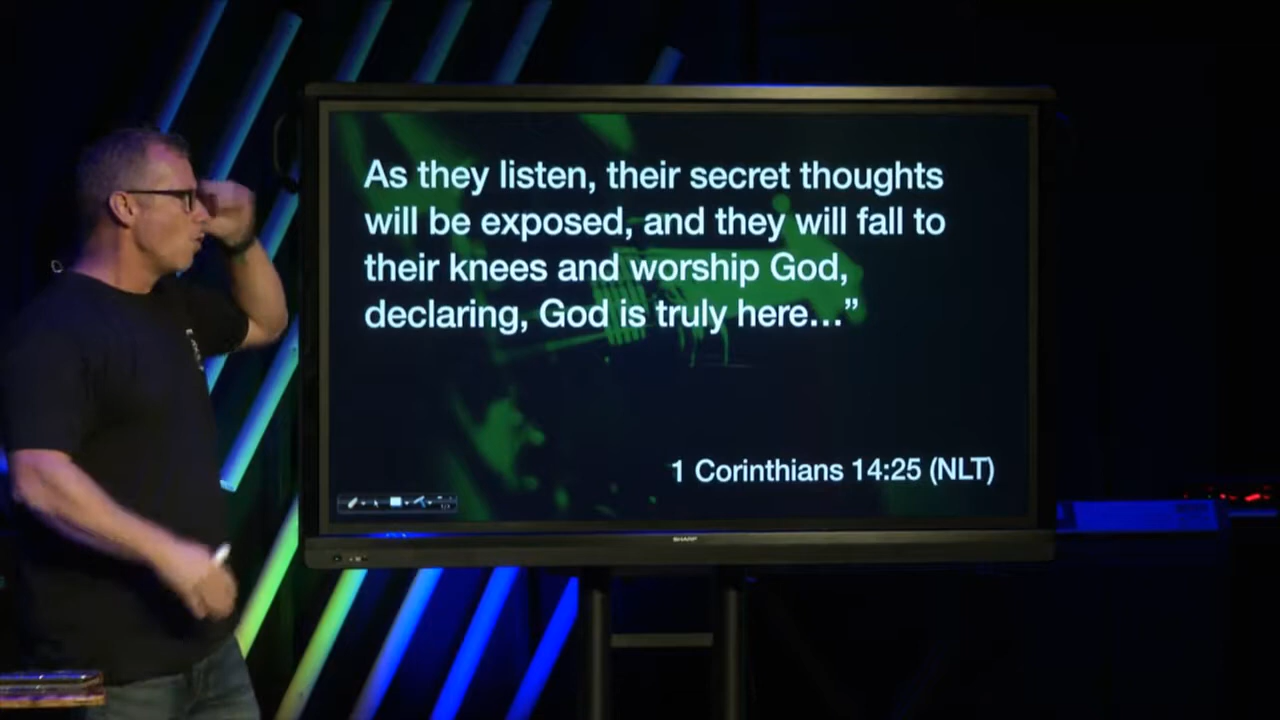 As they listen, their secret thoughts
will be exposed, and they will fall to
their knees and worship God,
declaring, God is truly here...”
1 Corinthians 14:25 (NLT)
SHARP